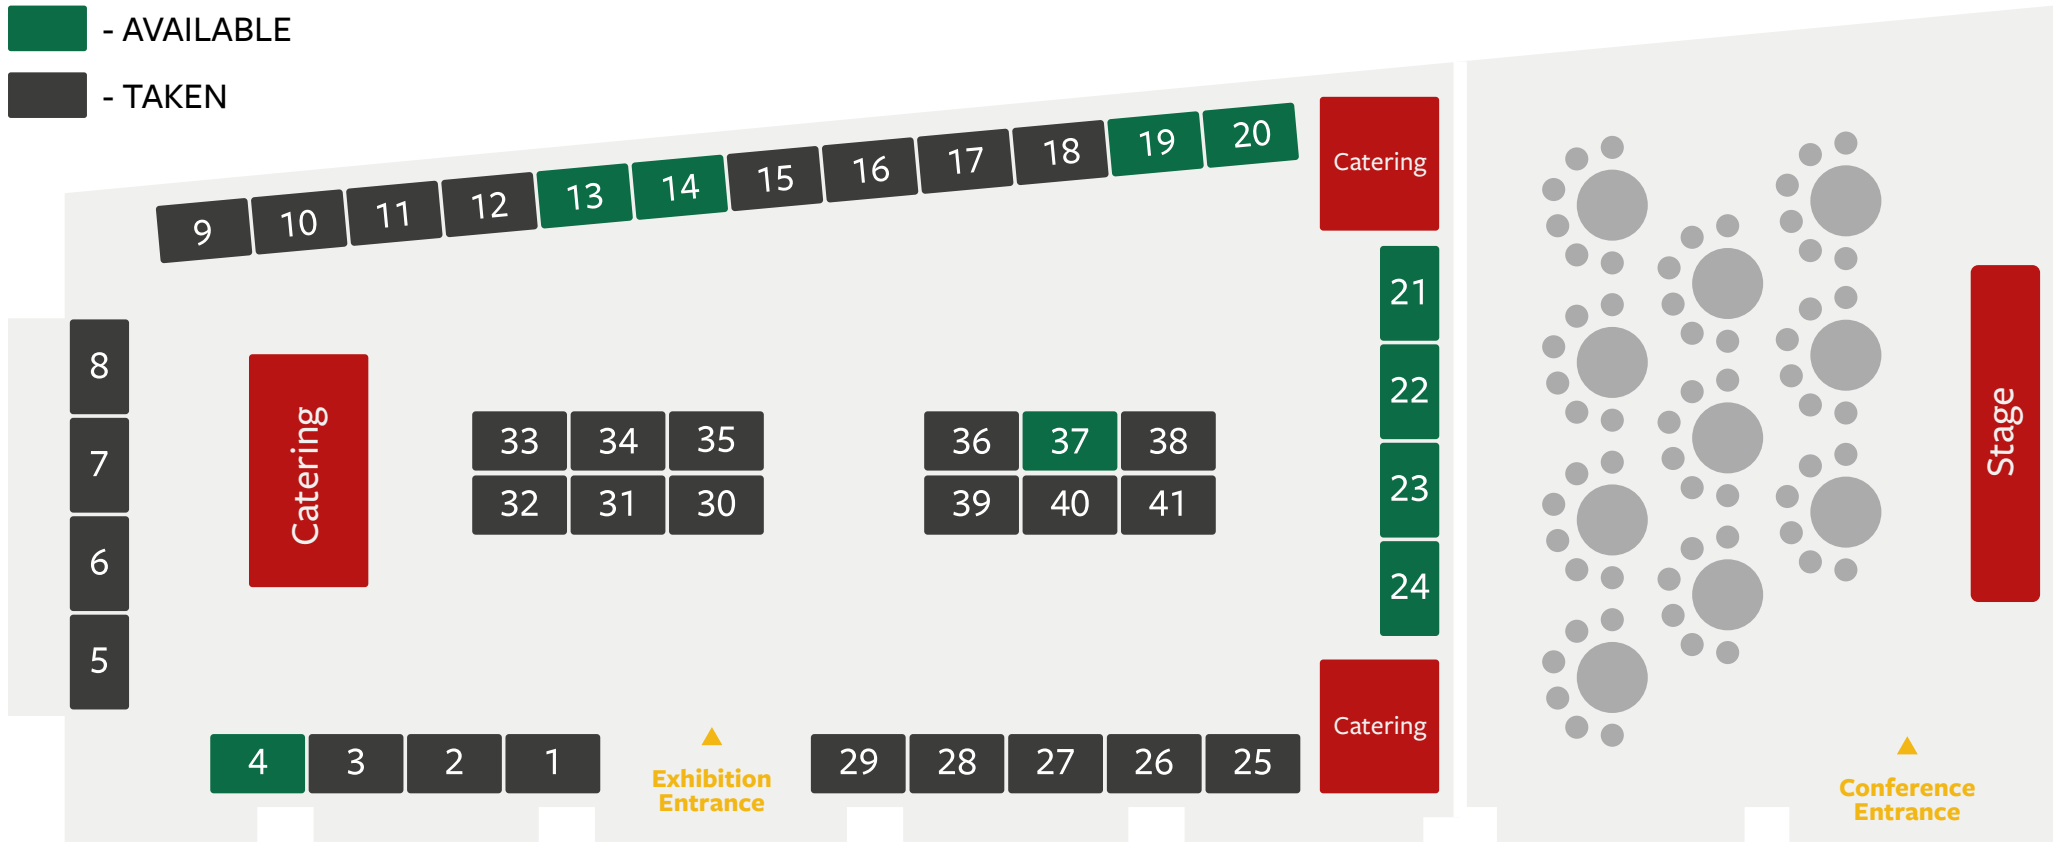 - AVAILABLE
- TAKEN
9 10 11 12 13 14 15 16 17 18 19 20
Catering
21
22
23
24
8
7
6
5
Catering
33 34 35
32 31 30
36 37 38
39 40 41
Stage
4 3 2 1
Exhibition
Entrance
29 28 27 26 25
Catering
Conference
Entrance